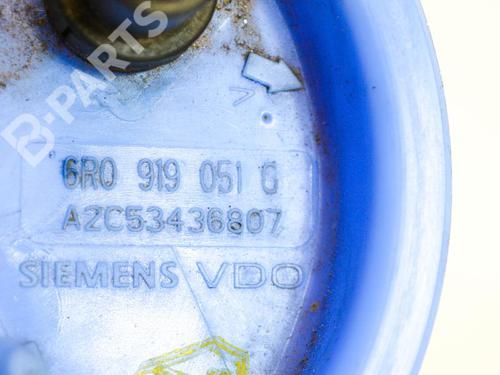 B-PARTS
6R0 919 051 G
A2C53436807
SIEMENS VDO